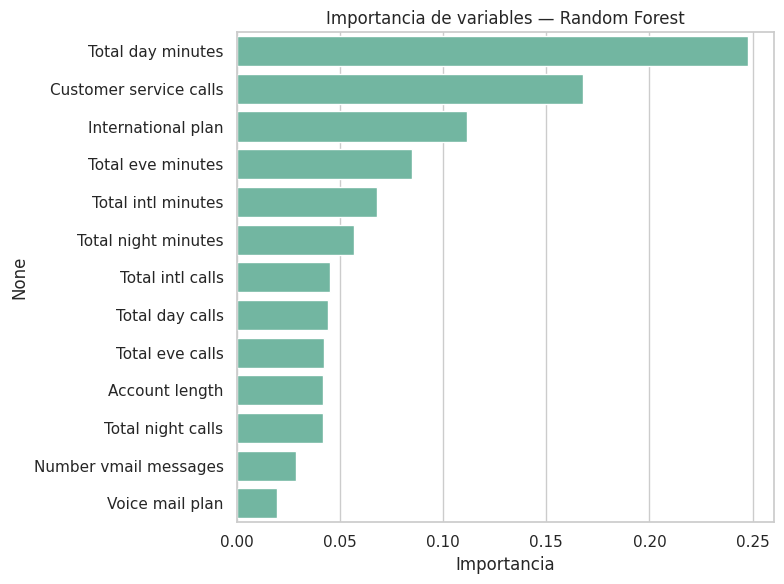 Importancia de variables — Random Forest
Total day minutes
Customer service calls
International plan
Total eve minutes
Total intl minutes
Total night minutes
Total intl calls
Total day calls
Total eve calls
Account length
Total night calls
Number vmail messages
Voice mail plan
None
0.00 0.05 0.10 0.15 0.20 0.25
Importancia